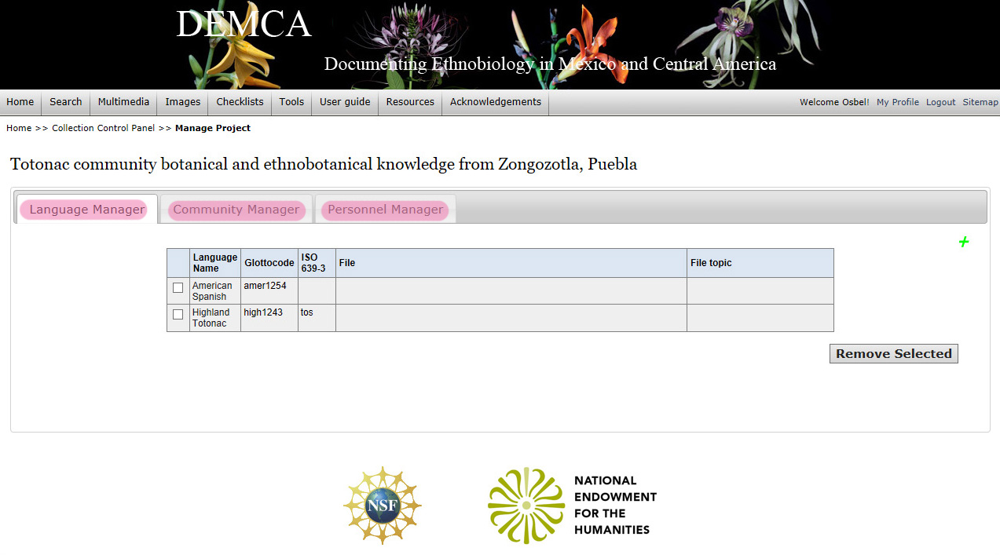 DEMCA
Documenting Ethnobiology in Mexico and Central America
Home Search Multimedia Images Checklists Tools User guide Resources Acknowledgements Welcome Osbel! My Profile Logout Sitemap
Home >> Collection Control Panel >> Manage Project
Totonac community botanical and ethnobotanical knowledge from Zongozotla, Puebla
Language Manager Community Manager Personnel Manager
+
Language Name Glottocode ISO 639-3 File File topic
American Spanish amer1254
Highland Totonac high1243 tos
Remove Selected
NSF
NATIONAL
ENDOWMENT
FOR THE
HUMANITIES